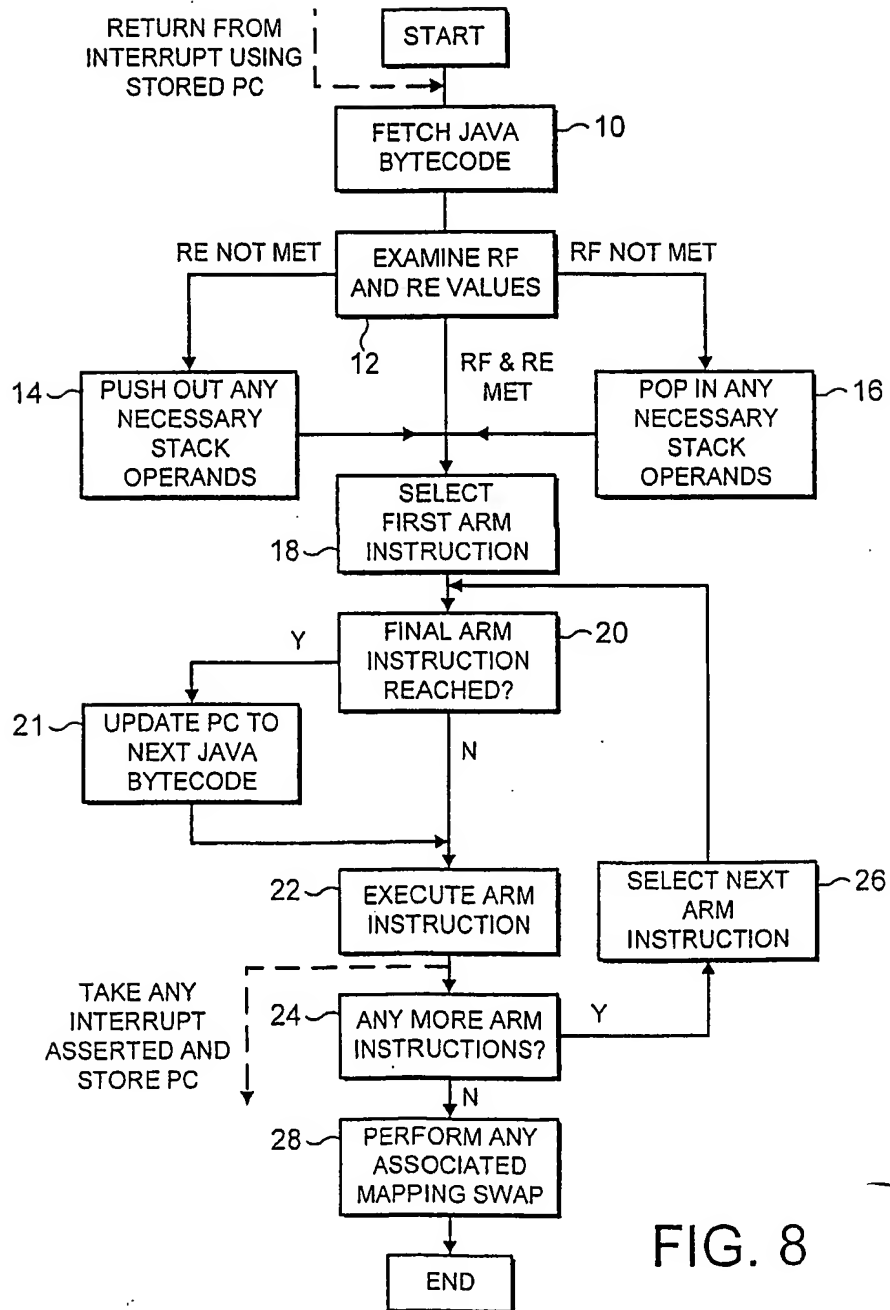 RETURN FROM
INTERRUPT USING
STORED PC
START
FETCH JAVA
BYTECODE
10
RE NOT MET
EXAMINE RF
AND RE VALUES
RF NOT MET
12
RF & RE
MET
14
PUSH OUT ANY
NECESSARY
STACK
OPERANDS
POP IN ANY
NECESSARY
STACK
OPERANDS
16
SELECT
FIRST ARM
INSTRUCTION
18
FINAL ARM
INSTRUCTION
REACHED?
20
Y
N
21
UPDATE PC TO
NEXT JAVA
BYTECODE
22
EXECUTE ARM
INSTRUCTION
SELECT NEXT
ARM
INSTRUCTION
26
TAKE ANY
INTERRUPT
ASSERTED AND
STORE PC
24
ANY MORE ARM
INSTRUCTIONS?
Y
N
28
PERFORM ANY
ASSOCIATED
MAPPING SWAP
END
FIG. 8